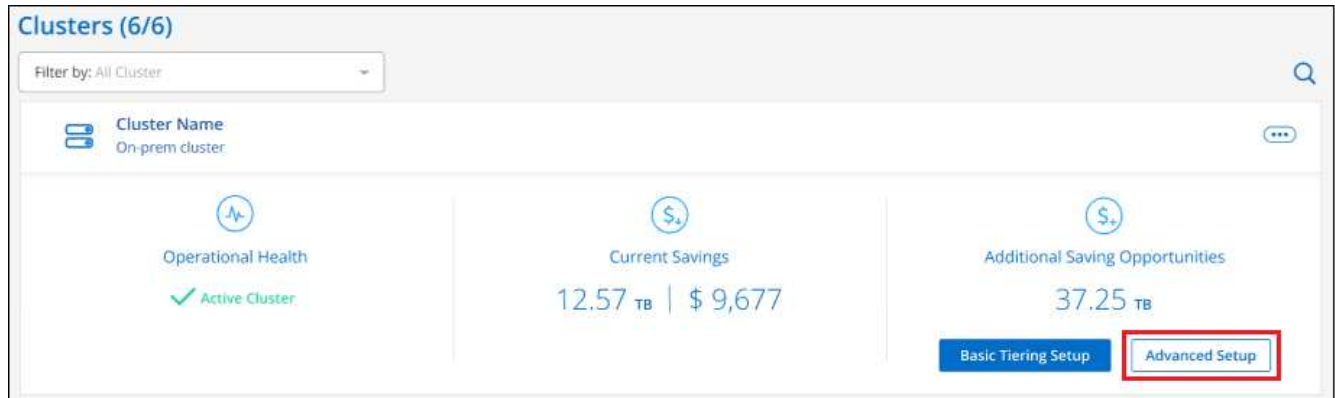 Clusters (6/6)
Filter by: All Cluster
Cluster Name
On-prem cluster
Operational Health
Active Cluster
Current Savings
12.57 TB | $ 9,677
Additional Saving Opportunities
37.25 TB
Basic Tiering Setup
Advanced Setup